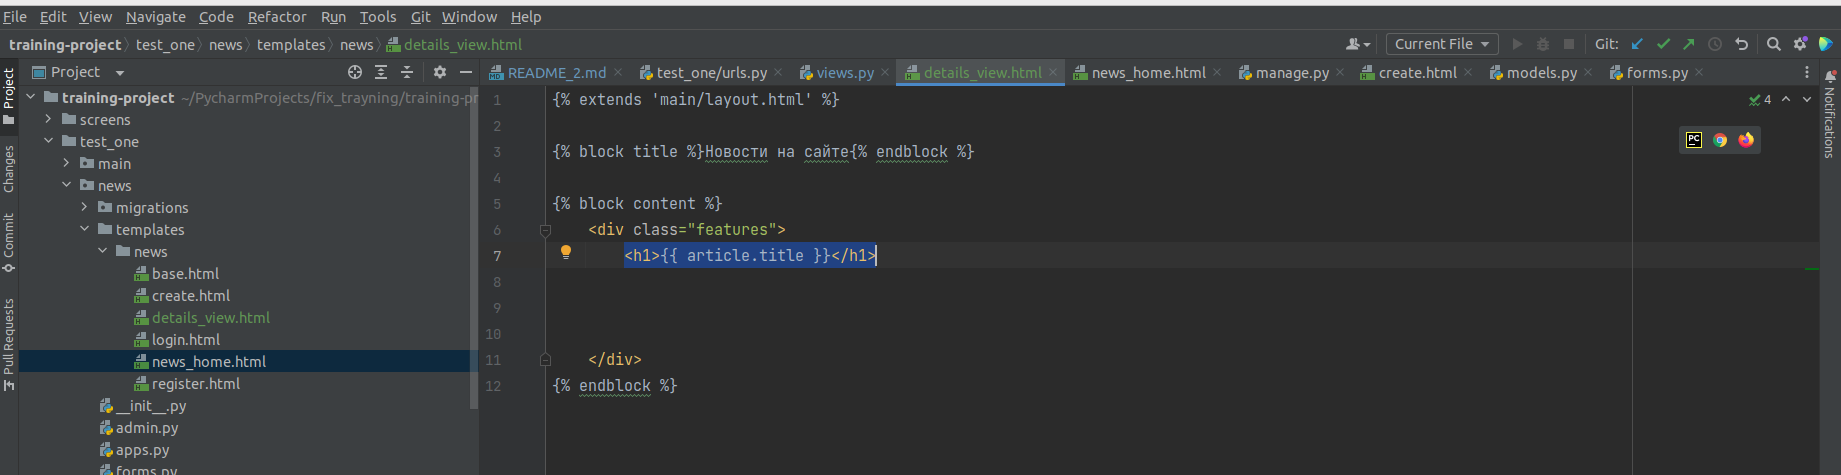 File Edit View Navigate Code Refactor Run Tools Git Window Help
training-project test_one news templates news details_view.html Current File Git:
Project README_2.md test_one/urls.py views.py details_view.html news_home.html manage.py create.html models.py forms.py
training-project ~/PycharmProjects/fix_trayning/training-pr
screens
test_one
main
news
migrations
templates
news
base.html
create.html
details_view.html
login.html
news_home.html
register.html
__init__.py
admin.py
apps.py
forms.py
1 {% extends 'main/layout.html' %}
2
3 {% block title %}Новости на сайте{% endblock %}
4
5 {% block content %}
6 <div class="features">
7 <h1>{{ article.title }}</h1>
8
9
10
11 </div>
12 {% endblock %}
4
PC
Project
Changes
Commit
Pull Requests
Notifications